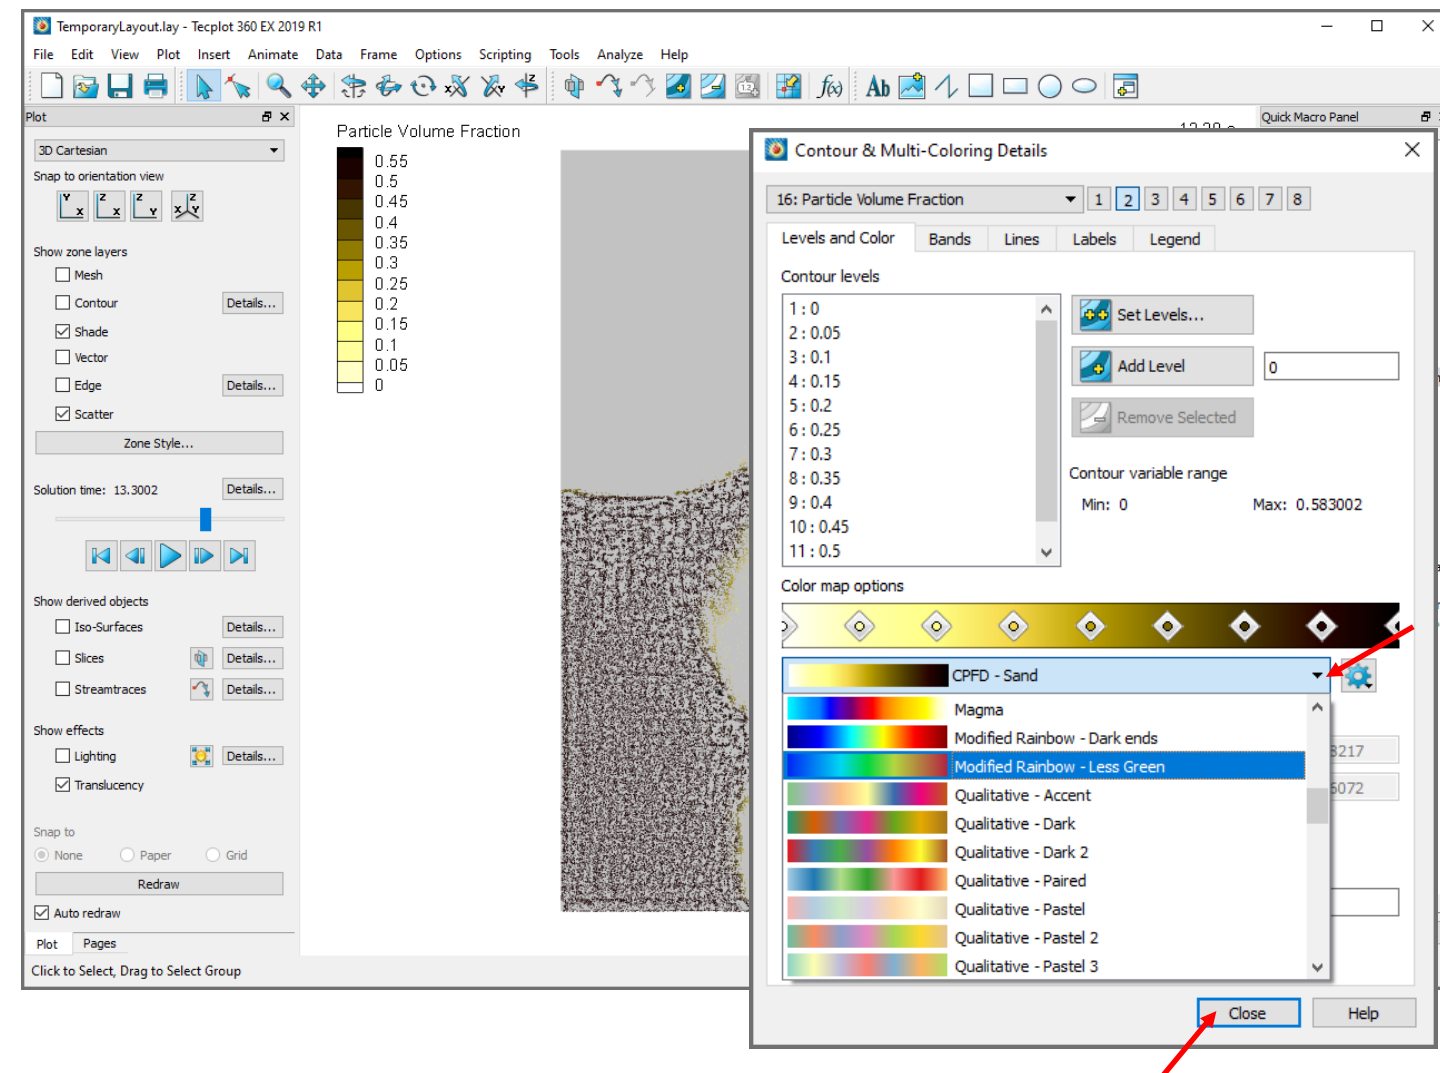 TemporaryLayout.lay - Tecplot 360 EX 2019 R1
File Edit View Plot Insert Animate Data Frame Options Scripting Tools Analyze Help
Plot
3D Cartesian
Snap to orientation view
Show zone layers
Mesh
Contour Details...
Shade
Vector
Edge Details...
Scatter
Zone Style...
Solution time: 13.3002 Details...
Show derived objects
Iso-Surfaces Details...
Slices Details...
Streamtraces Details...
Show effects
Lighting Details...
Translucency
Snap to
None Paper Grid
Redraw
Auto redraw
Plot Pages
Click to Select, Drag to Select Group
Particle Volume Fraction
0.55
0.5
0.45
0.4
0.35
0.3
0.25
0.2
0.15
0.1
0.05
0
Quick Macro Panel
Contour & Multi-Coloring Details
16: Particle Volume Fraction 1 2 3 4 5 6 7 8
Levels and Color Bands Lines Labels Legend
Contour levels
1 : 0
2 : 0.05
3 : 0.1
4 : 0.15
5 : 0.2
6 : 0.25
7 : 0.3
8 : 0.35
9 : 0.4
10 : 0.45
11 : 0.5
Set Levels...
Add Level 0
Remove Selected
Contour variable range
Min: 0 Max: 0.583002
Color map options
CPFD - Sand
Magma
Modified Rainbow - Dark ends
Modified Rainbow - Less Green
Qualitative - Accent
Qualitative - Dark
Qualitative - Dark 2
Qualitative - Paired
Qualitative - Pastel
Qualitative - Pastel 2
Qualitative - Pastel 3
Close Help